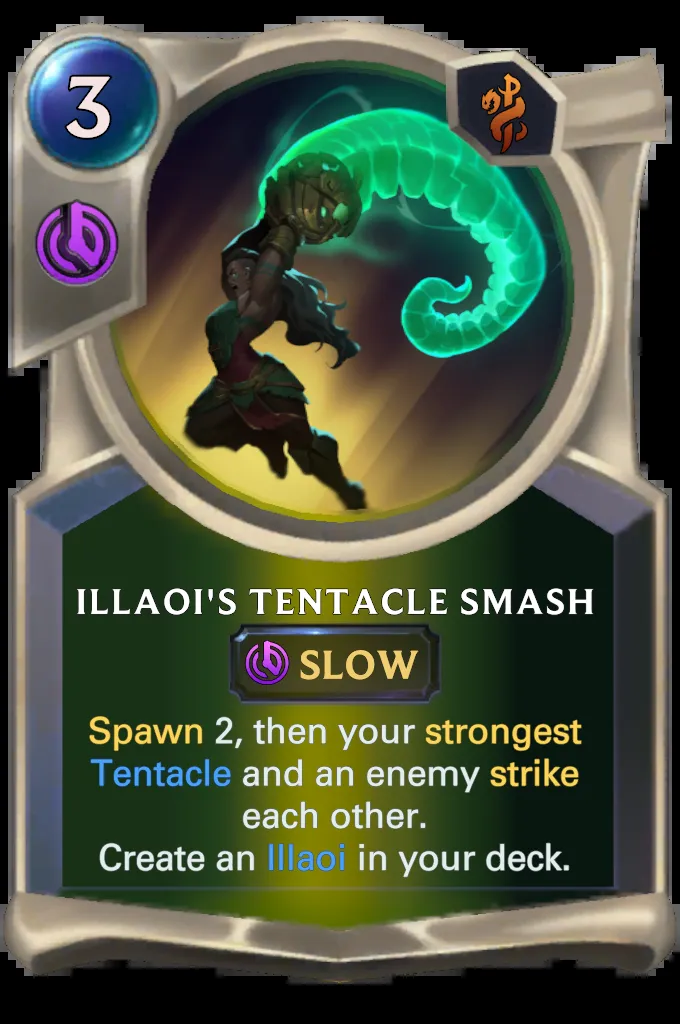 3
ILLAOI'S TENTACLE SMASH
SLOW
Spawn 2, then your strongest
Tentacle and an enemy strike
each other.
Create an Illaoi in your deck.